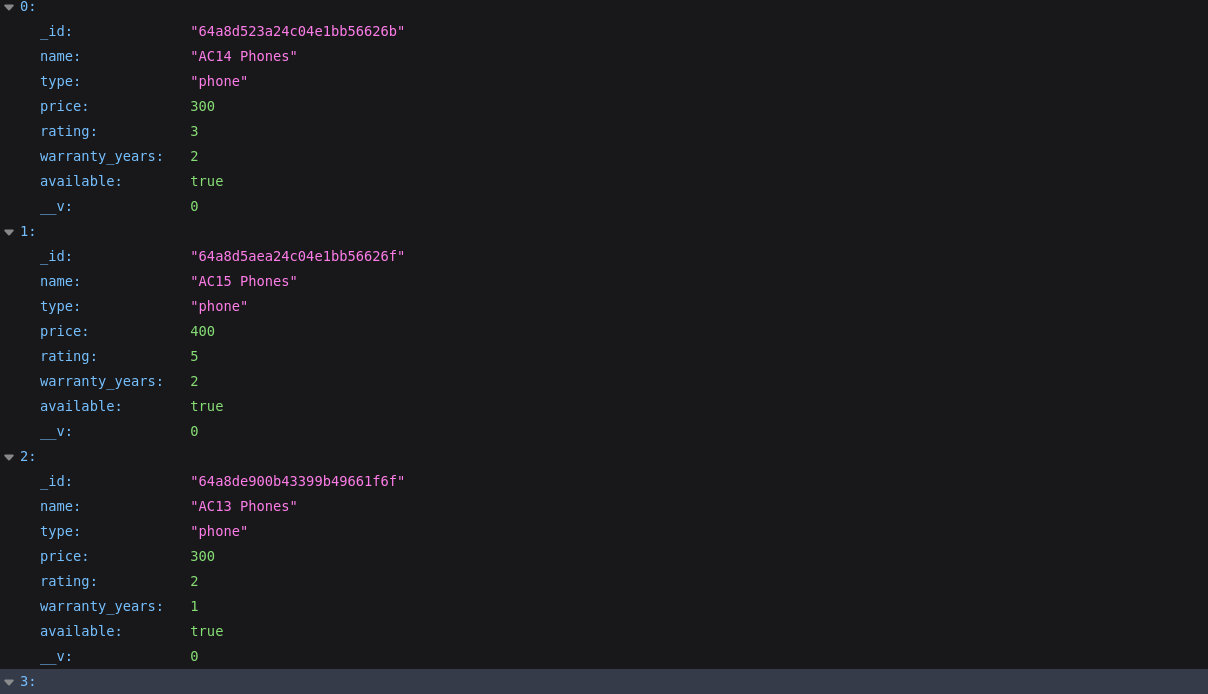 0:
_id: "64a8d523a24c04e1bb56626b"
name: "AC14 Phones"
type: "phone"
price: 300
rating: 3
warranty_years: 2
available: true
__v: 0
1:
_id: "64a8d5aea24c04e1bb56626f"
name: "AC15 Phones"
type: "phone"
price: 400
rating: 5
warranty_years: 2
available: true
__v: 0
2:
_id: "64a8de900b43399b49661f6f"
name: "AC13 Phones"
type: "phone"
price: 300
rating: 2
warranty_years: 1
available: true
__v: 0
3: